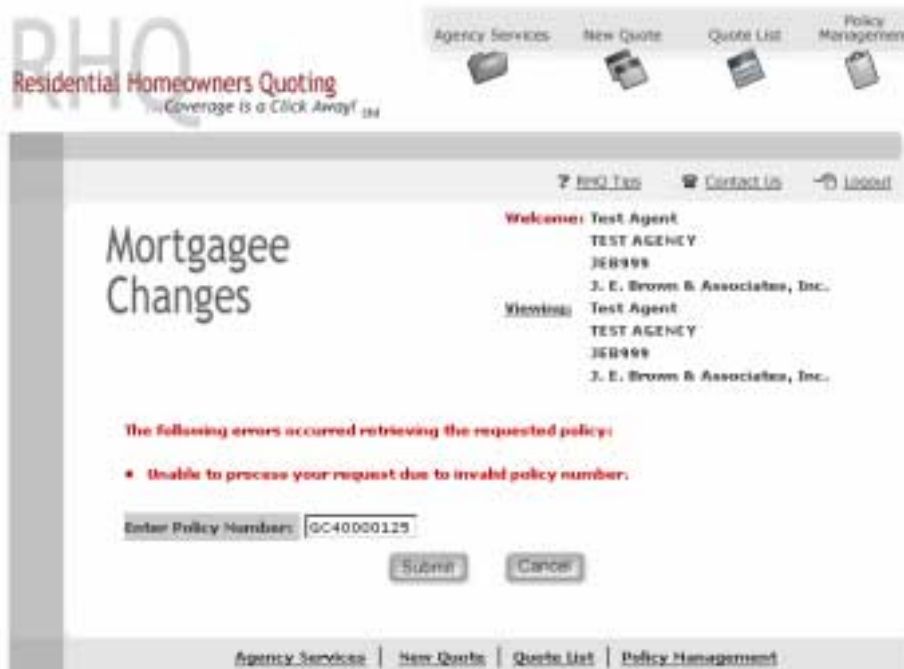 RHQ
Residential Homeowners Quoting
...Coverage is a Click Away! SM
Agency Services
New Quote
Quote List
Policy
Management
? RHQ Tips
Contact Us
Logout
Mortgagee
Changes
Welcome: Test Agent
TEST AGENCY
JEB999
J. E. Brown & Associates, Inc.
Viewing: Test Agent
TEST AGENCY
JEB999
J. E. Brown & Associates, Inc.
The following errors occurred retrieving the requested policy:
• Unable to process your request due to invalid policy number.
Enter Policy Number: GC40000125
Submit Cancel
Agency Services | New Quote | Quote List | Policy Management